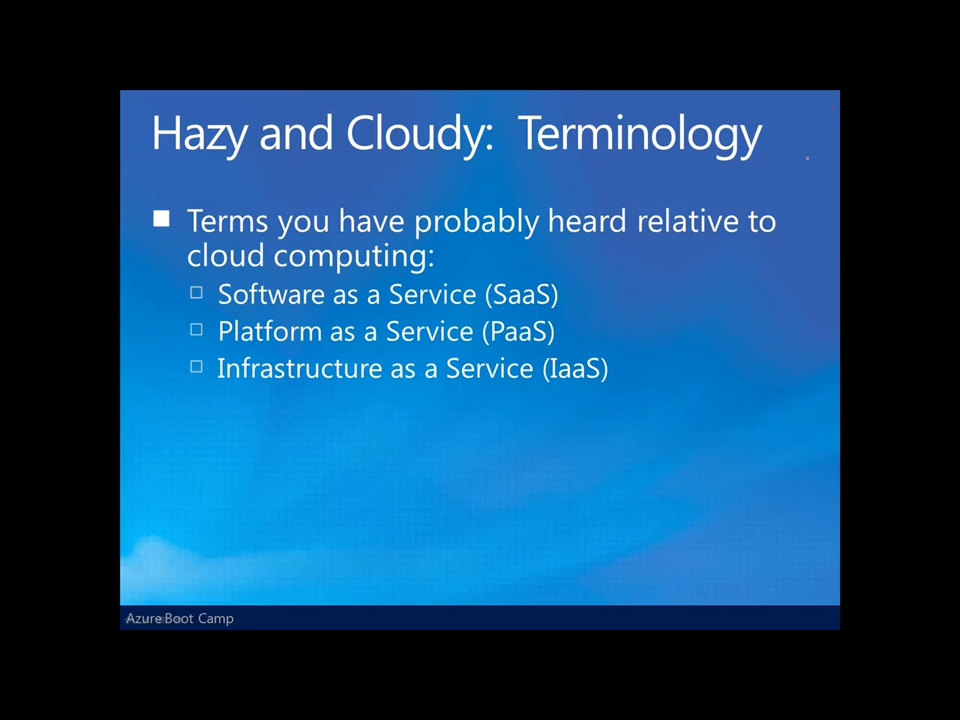 Hazy and Cloudy: Terminology
Terms you have probably heard relative to
cloud computing:
Software as a Service (SaaS)
Platform as a Service (PaaS)
Infrastructure as a Service (IaaS)
Azure Boot Camp